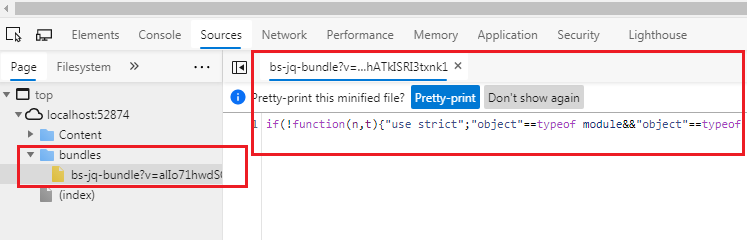 Elements Console Sources Network Performance Memory Application Security Lighthouse
Page Filesystem » ...
bs-jq-bundle?v=...hATkISRI3txnk1 ×
top
localhost:52874
Content
bundles
bs-jq-bundle?v=alIo71hwdS
(index)
Pretty-print this minified file? Pretty-print Don't show again
1 if(!function(n,t){"use strict";"object"==typeof module&&"object"==typeof